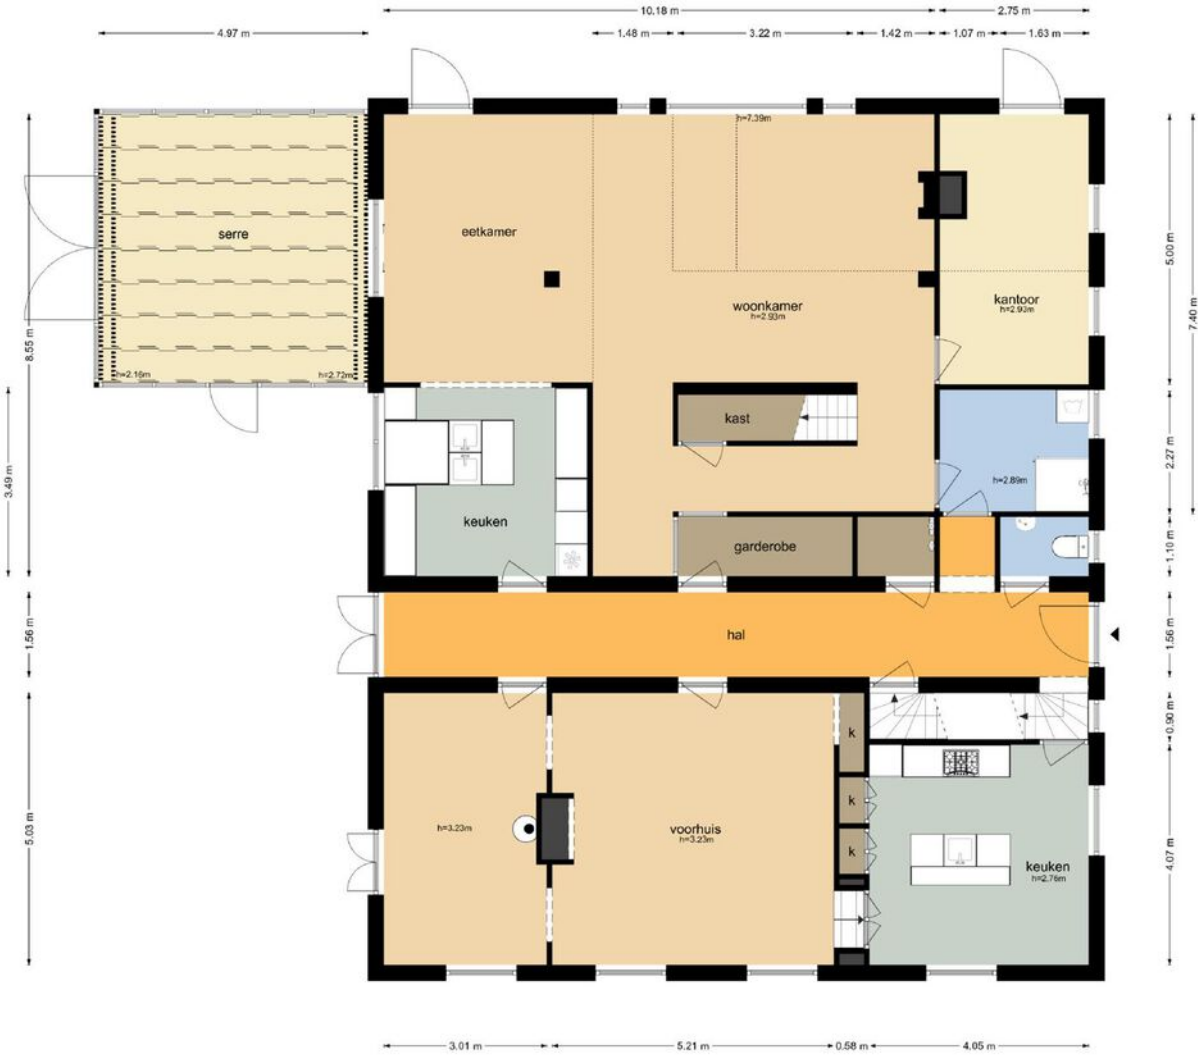 10.18 m
2.75 m
4.97 m
1.48 m
3.22 m
1.42 m
1.07 m
1.63 m
h=7.39m
serre
eetkamer
woonkamer
h=2.93m
kantoor
h=2.93m
5.00 m
7.40 m
8.55 m
h=2.16m
h=2.72m
kast
2.27 m
3.49 m
h=2.89m
keuken
garderobe
1.10 m
1.56 m
hal
1.56 m
k
0.90 m
k
5.03 m
h=3.23m
voorhuis
h=3.23m
k
keuken
h=2.76m
4.07 m
3.01 m
5.21 m
0.58 m
4.05 m